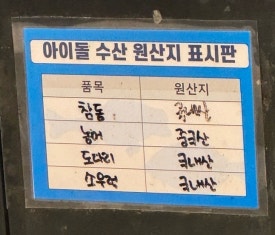 아이돌 수산 원산지 표시판
품목 원산지
참돔
농어 중국산
도다리 국내산
소우럭 국내산